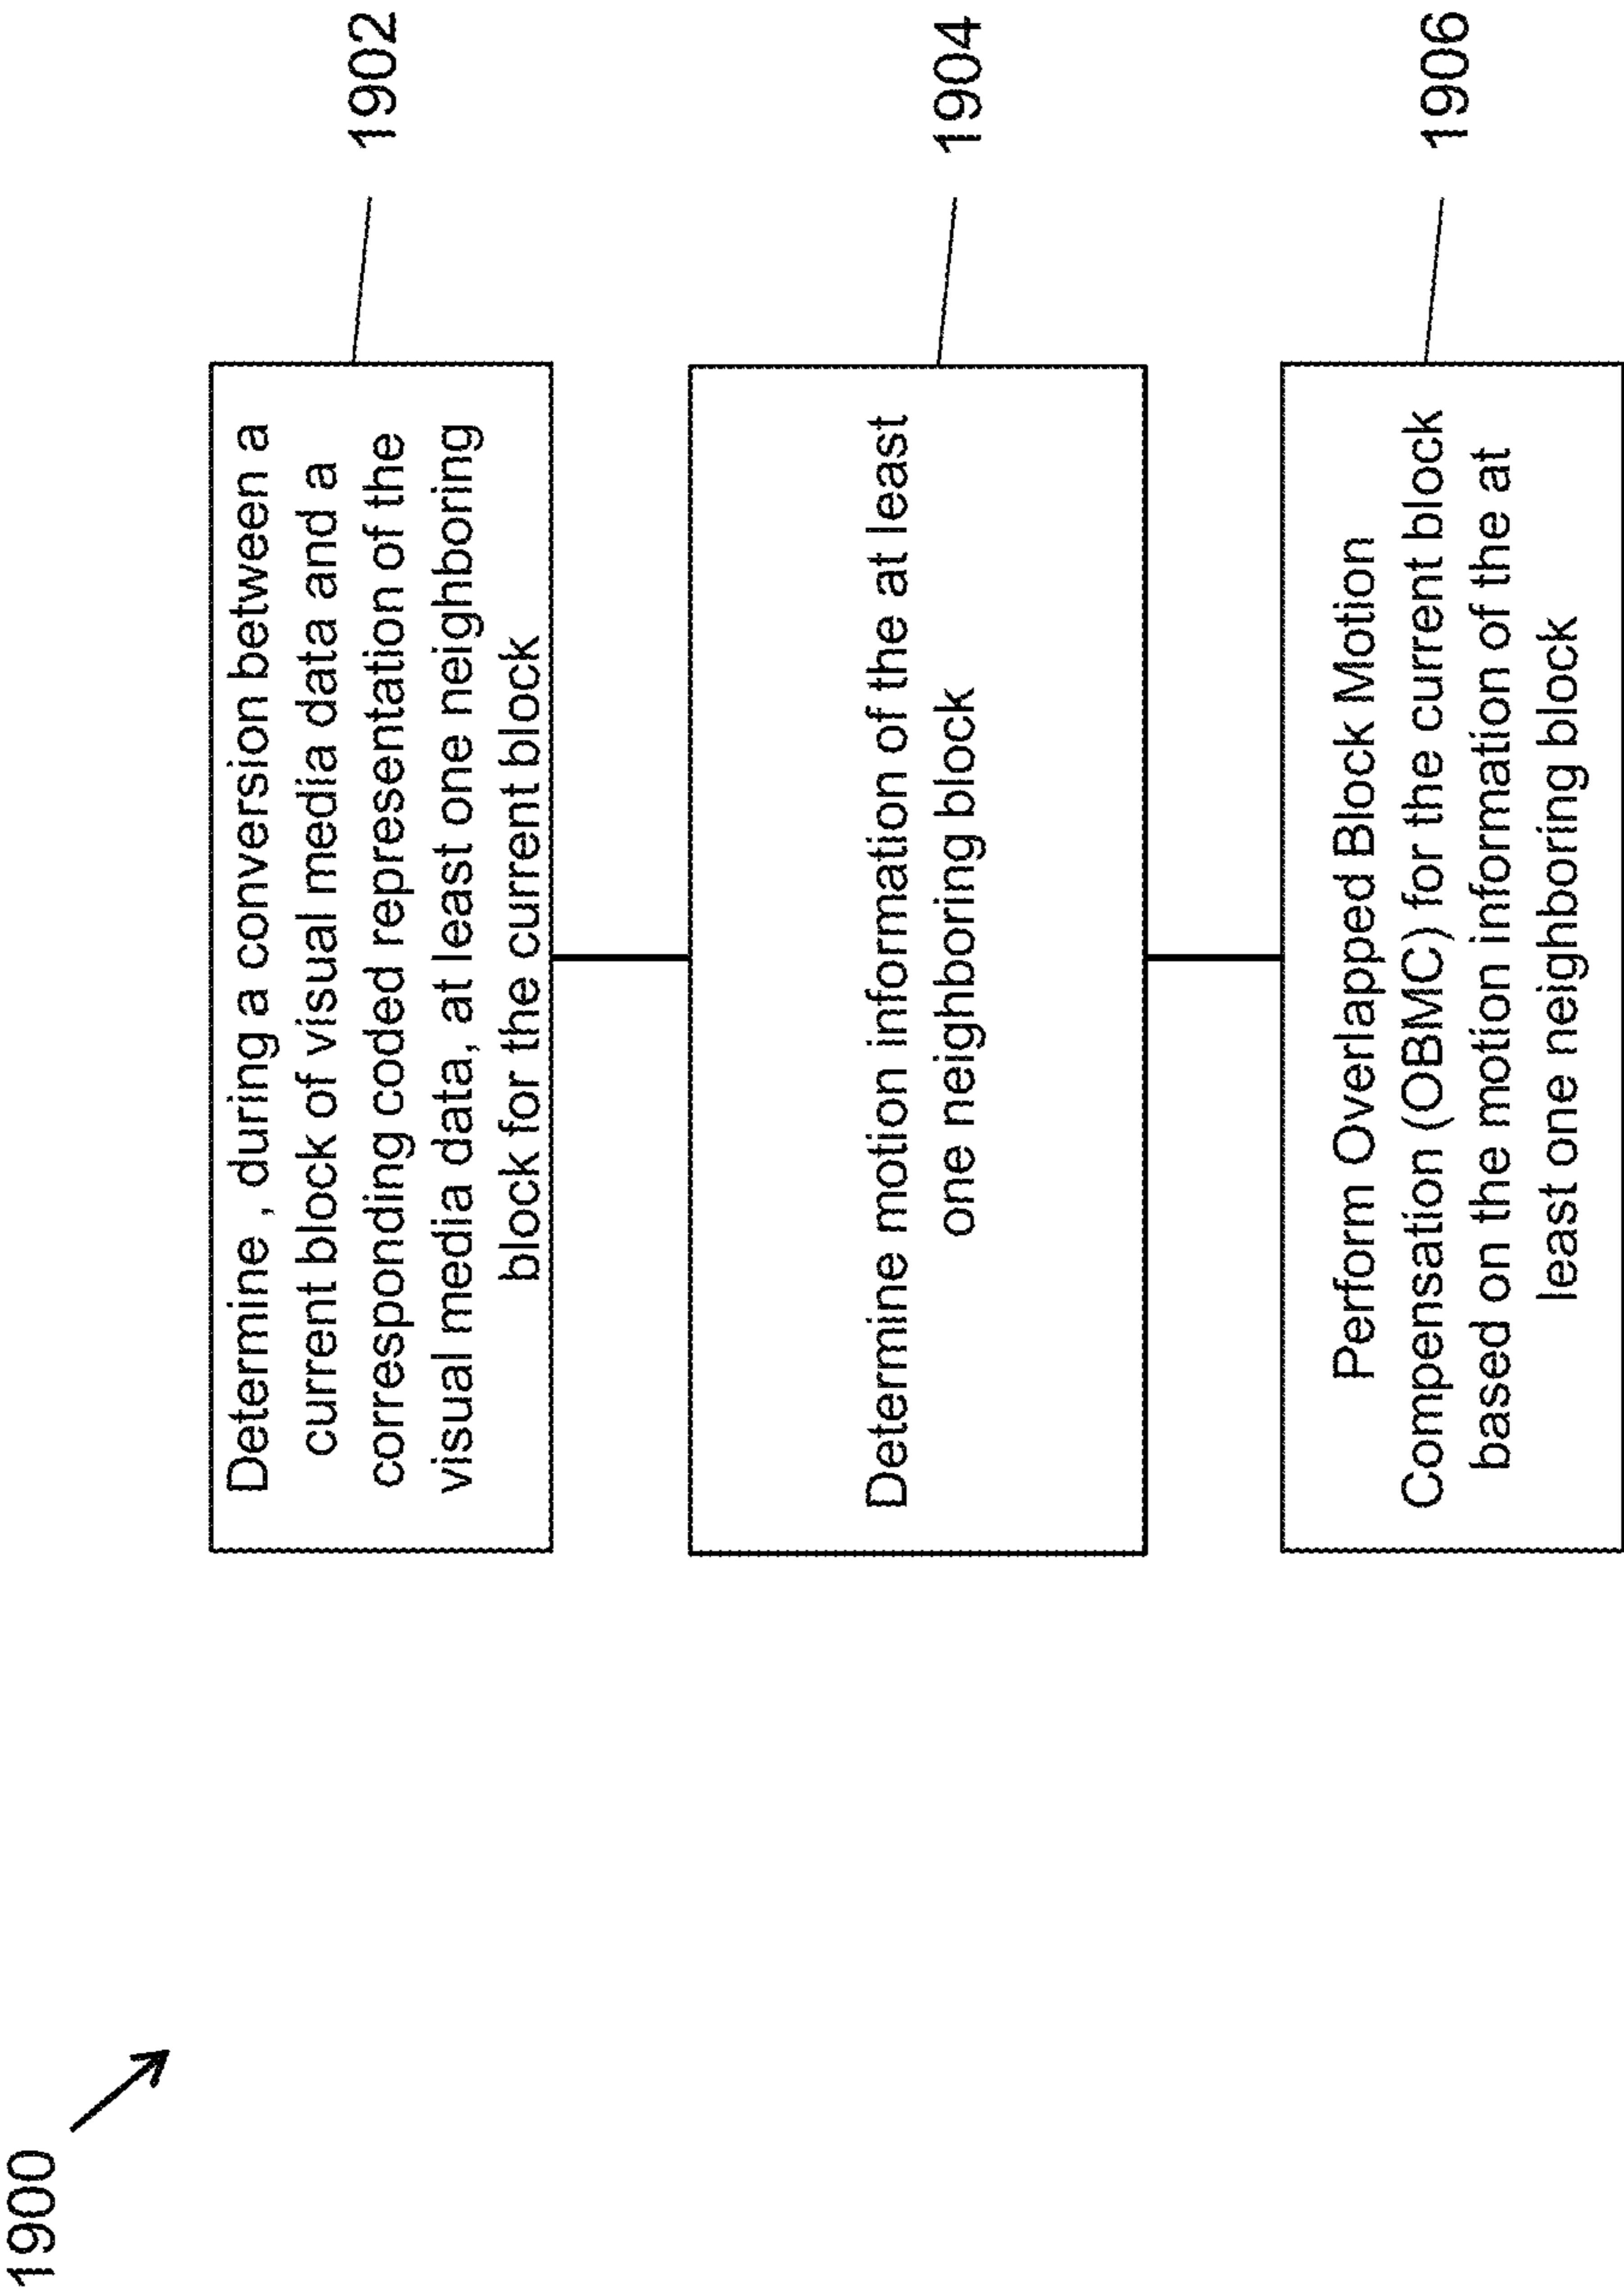 1900
Determine , during a conversion between a
current block of visual media data and a
corresponding coded representation of the
visual media data, at least one neighboring
block for the current block
1902
Determine motion information of the at least
one neighboring block
1904
Perform Overlapped Block Motion
Compensation (OBMC) for the current block
based on the motion information of the at
least one neighboring block
1906